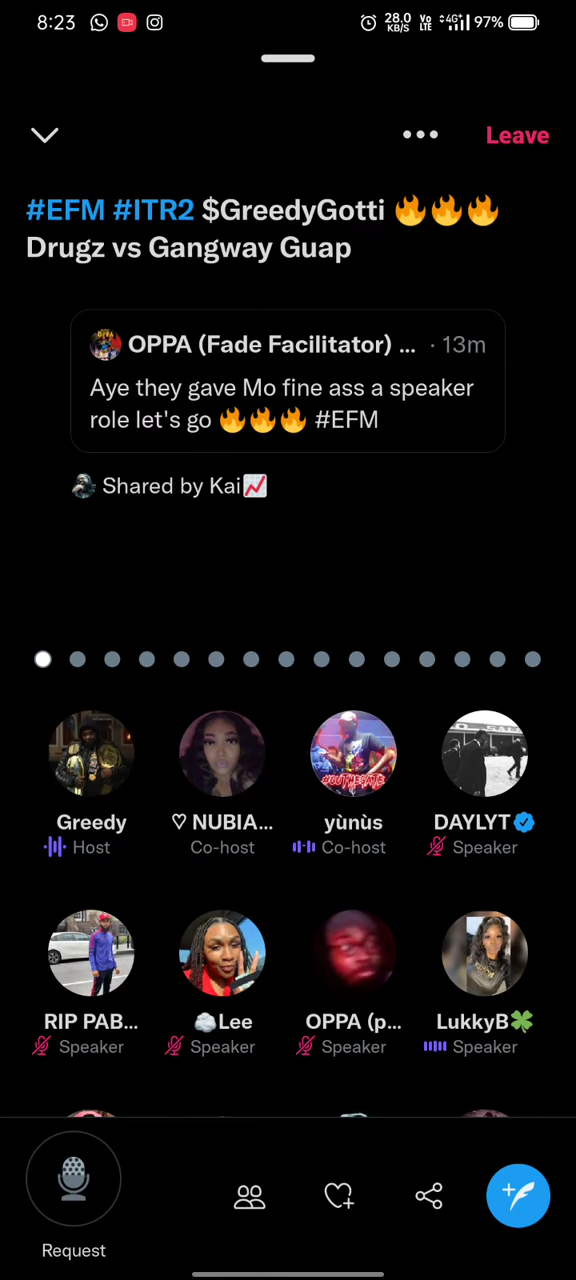 8:23
28.0 KB/S
Vo LTE
4G+
97%
Leave
#EFM #ITR2 $GreedyGotti 🔥🔥🔥
Drugz vs Gangway Guap
OPPA (Fade Facilitator) ... · 13m
Aye they gave Mo fine ass a speaker
role let's go 🔥🔥🔥 #EFM
Shared by Kai📈
#OUTHEGATE
Greedy
♡ NUBIA...
yùnùs
DAYLYT
Host
Co-host
Co-host
Speaker
RIP PAB...
☁️Lee
OPPA (p...
LukkyB🍀
Speaker
Speaker
Speaker
Speaker
Request